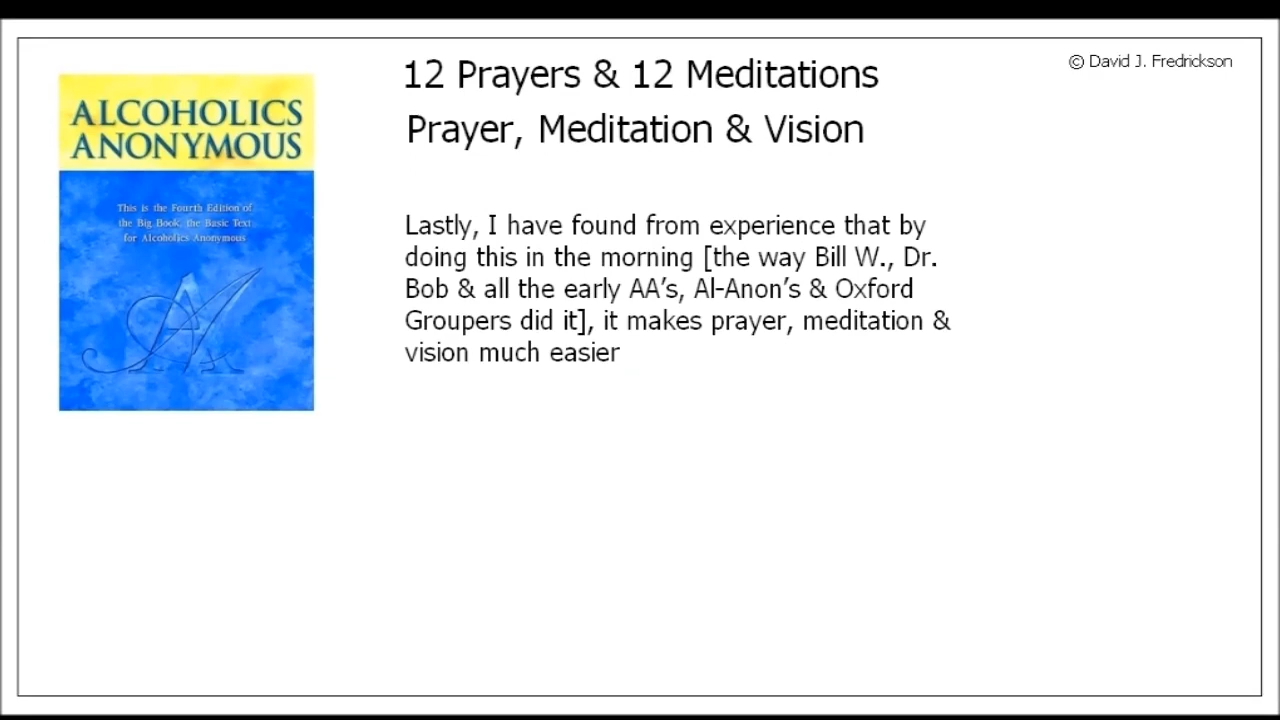 12 Prayers & 12 Meditations
Prayer, Meditation & Vision
© David J. Fredrickson
ALCOHOLICS
ANONYMOUS
This is the Fourth Edition of
the Big Book, the Basic Text
for Alcoholics Anonymous
AA
Lastly, I have found from experience that by
doing this in the morning [the way Bill W., Dr.
Bob & all the early AA’s, Al-Anon’s & Oxford
Groupers did it], it makes prayer, meditation &
vision much easier